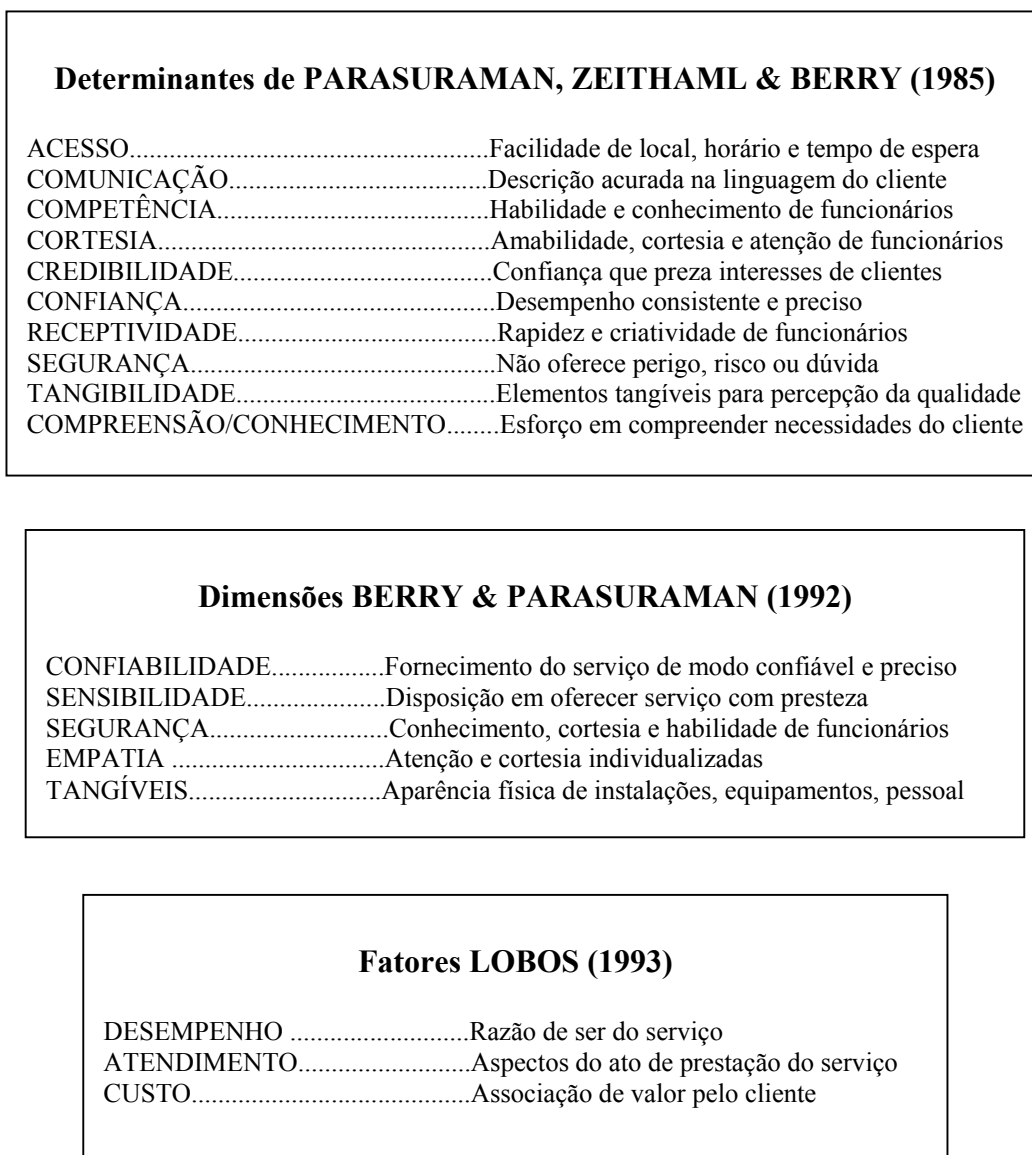 Determinantes de PARASURAMAN, ZEITHAML & BERRY (1985)
ACESSO......................................................Facilidade de local, horário e tempo de espera
COMUNICAÇÃO.......................................Descrição acurada na linguagem do cliente
COMPETÊNCIA.........................................Habilidade e conhecimento de funcionários
CORTESIA..................................................Amabilidade, cortesia e atenção de funcionários
CREDIBILIDADE.......................................Confiança que preza interesses de clientes
CONFIANÇA..............................................Desempenho consistente e preciso
RECEPTIVIDADE.......................................Rapidez e criatividade de funcionários
SEGURANÇA..............................................Não oferece perigo, risco ou dúvida
TANGIBILIDADE.......................................Elementos tangíveis para percepção da qualidade
COMPREENSÃO/CONHECIMENTO........Esforço em compreender necessidades do cliente
Dimensões BERRY & PARASURAMAN (1992)
CONFIABILIDADE.................Fornecimento do serviço de modo confiável e preciso
SENSIBILIDADE.....................Disposição em oferecer serviço com presteza
SEGURANÇA...........................Conhecimento, cortesia e habilidade de funcionários
EMPATIA ................................Atenção e cortesia individualizadas
TANGÍVEIS.............................Aparência física de instalações, equipamentos, pessoal
Fatores LOBOS (1993)
DESEMPENHO ...........................Razão de ser do serviço
ATENDIMENTO..........................Aspectos do ato de prestação do serviço
CUSTO..........................................Associação de valor pelo cliente